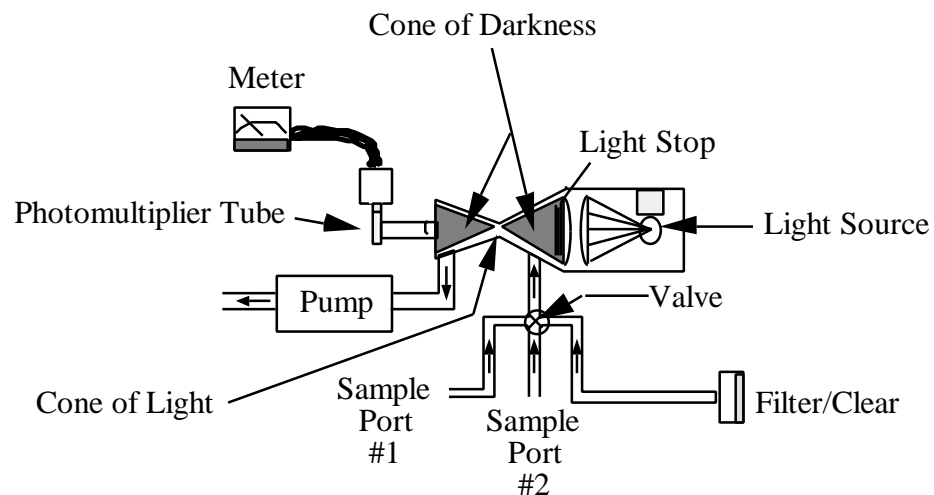 Cone of Darkness
Meter
Light Stop
Photomultiplier Tube
Light Source
Pump
Valve
Cone of Light
Sample
Port
#1
Sample
Port
#2
Filter/Clear